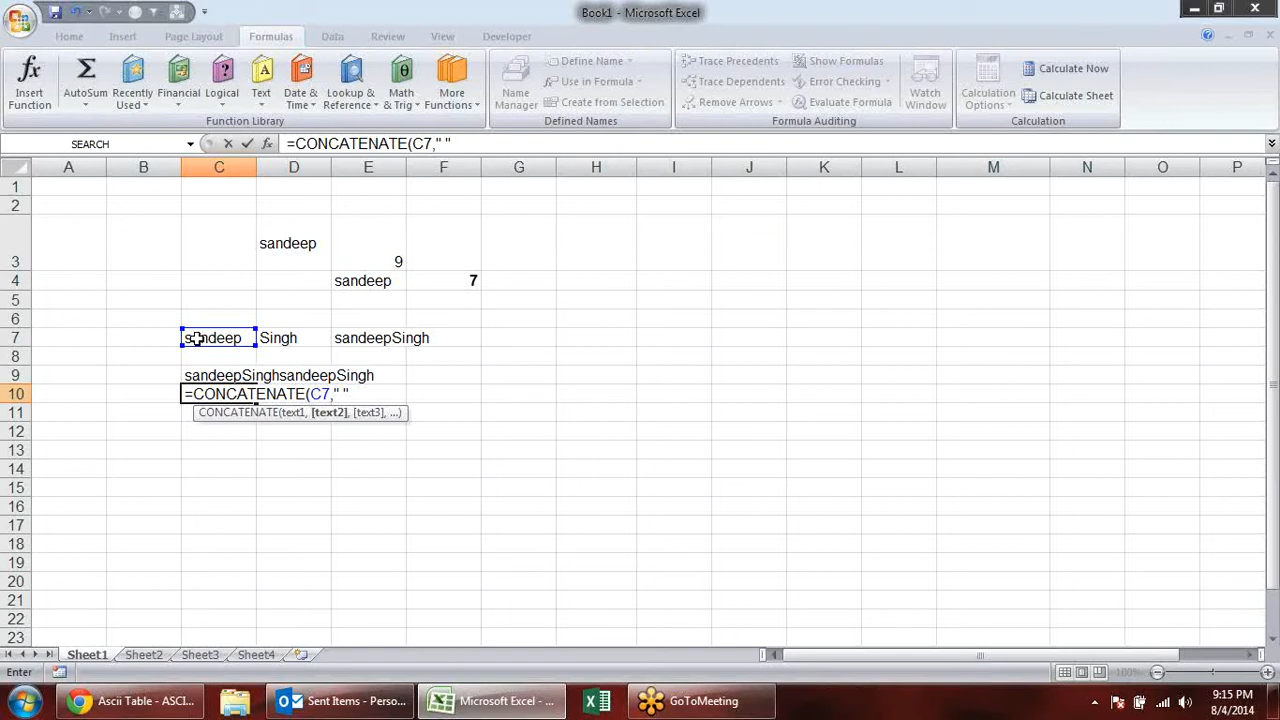 Book1 - Microsoft Excel
Home Insert Page Layout Formulas Data Review View Developer
fx Σ A ? θ
Insert Function
AutoSum
Recently Used
Financial
Logical
Text
Date & Time
Lookup & Reference
Math & Trig
More Functions
Function Library
Name Manager
Define Name
Use in Formula
Create from Selection
Defined Names
Trace Precedents
Trace Dependents
Remove Arrows
Show Formulas
Error Checking
Evaluate Formula
Formula Auditing
Watch Window
Calculation Options
Calculate Now
Calculate Sheet
Calculation
SEARCH fx =CONCATENATE(C7," "
A B C D E F G H I J K L M N O P
1
2
sandeep
3 9
4 sandeep 7
5
6
7 sandeep Singh sandeepSingh
8
9 sandeepSinghsandeepSingh
10 =CONCATENATE(C7," "
11 CONCATENATE(text1, [text2], [text3], ...)
12
13
14
15
16
17
18
19
20
21
22
23
Sheet1 Sheet2 Sheet3 Sheet4
Enter 100%
Ascii Table - ASCI... Sent Items - Perso... Microsoft Excel - ... GoToMeeting 9:15 PM
8/4/2014